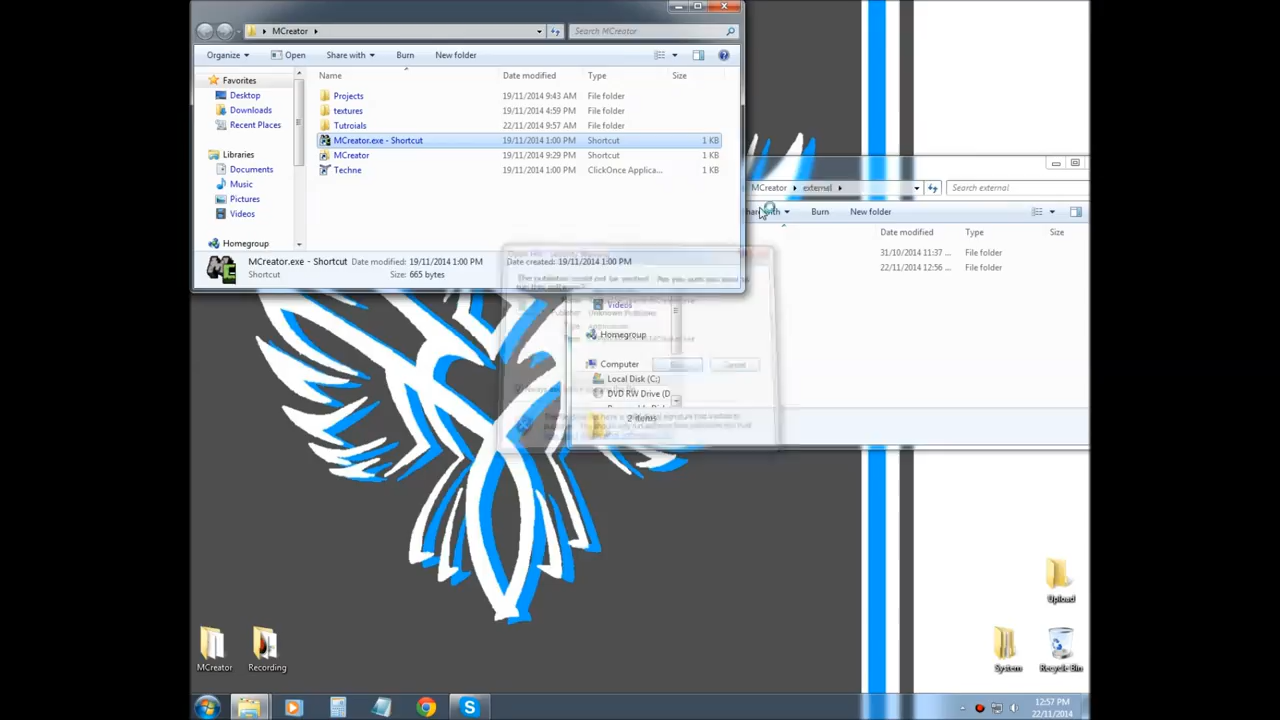 MCreator
Search MCreator
Organize
Open
Share with
Burn
New folder
Favorites
Desktop
Downloads
Recent Places
Libraries
Documents
Music
Pictures
Videos
Homegroup
Name
Date modified
Type
Size
Projects 19/11/2014 9:43 AM File folder
textures 19/11/2014 4:59 PM File folder
Tutroials 22/11/2014 9:57 AM File folder
MCreator.exe - Shortcut 19/11/2014 1:00 PM Shortcut 1 KB
MCreator 19/11/2014 9:29 PM Shortcut 1 KB
Techne 19/11/2014 1:00 PM ClickOnce Applica... 1 KB
MCreator.exe - Shortcut Date modified: 19/11/2014 1:00 PM Date created: 19/11/2014 1:00 PM
Shortcut Size: 665 bytes
MCreator external
Search external
Burn
New folder
Date modified
Type
Size
31/10/2014 11:37 ... File folder
22/11/2014 12:56 ... File folder
Videos
Homegroup
Computer
Local Disk (C:)
DVD RW Drive (D
2 items
Upload
MCreator
Recording
System
Recycle Bin
12:57 PM
22/11/2014